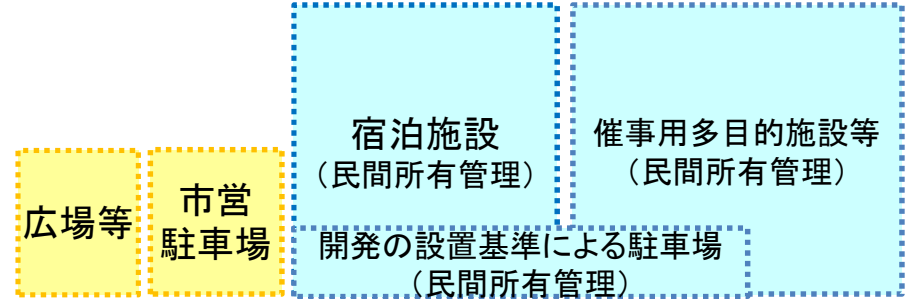 広場等
市営
駐車場
宿泊施設
（民間所有管理）
催事用多目的施設等
（民間所有管理）
開発の設置基準による駐車場
（民間所有管理）